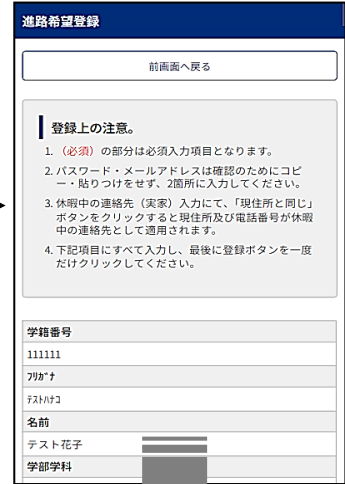 進路希望登録
前画面へ戻る
登録上の注意。
1. （必須）の部分は必須入力項目となります。
2. パスワード・メールアドレスは確認のためにコピ
ー・貼りつけをせず、2箇所に入力してください。
3. 休暇中の連絡先（実家）入力にて、「現住所と同じ」
ボタンをクリックすると現住所及び電話番号が休暇
中の連絡先として適用されます。
4. 下記項目にすべて入力し、最後に登録ボタンを一度
だけクリックしてください。
学籍番号
111111
ﾌﾘｶﾞﾅ
ﾃｽﾄﾊﾅｺ
名前
テスト花子
学部学科